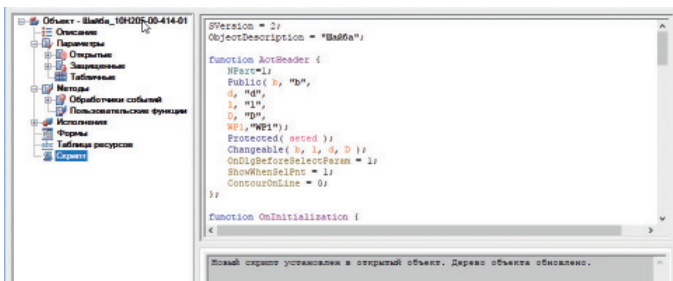 Объект - Шайба_10Н205-00-414-01
Описание
Параметры
Открытые
Защищенные
Табличные
Методы
Обработчики событий
Пользовательские функции
Исполнения
Формы
Таблица ресурсов
Скрипт
SVersion = 2;
ObjectDescription = "Шайба";
function ActHeader {
NPart=1;
Public( b, "b",
d, "d",
l, "l",
D, "D",
WP1,"WP1");
Protected( aeted );
Changeable( b, l, d, D );
OnDlgBeforeSelectParam = 1;
ShowWhenSelPnt = 1;
ContourOnLine = 0;
};
function OnInitialization {
Новый скрипт установлен в открытый объект. Дерево объекта обновлено.